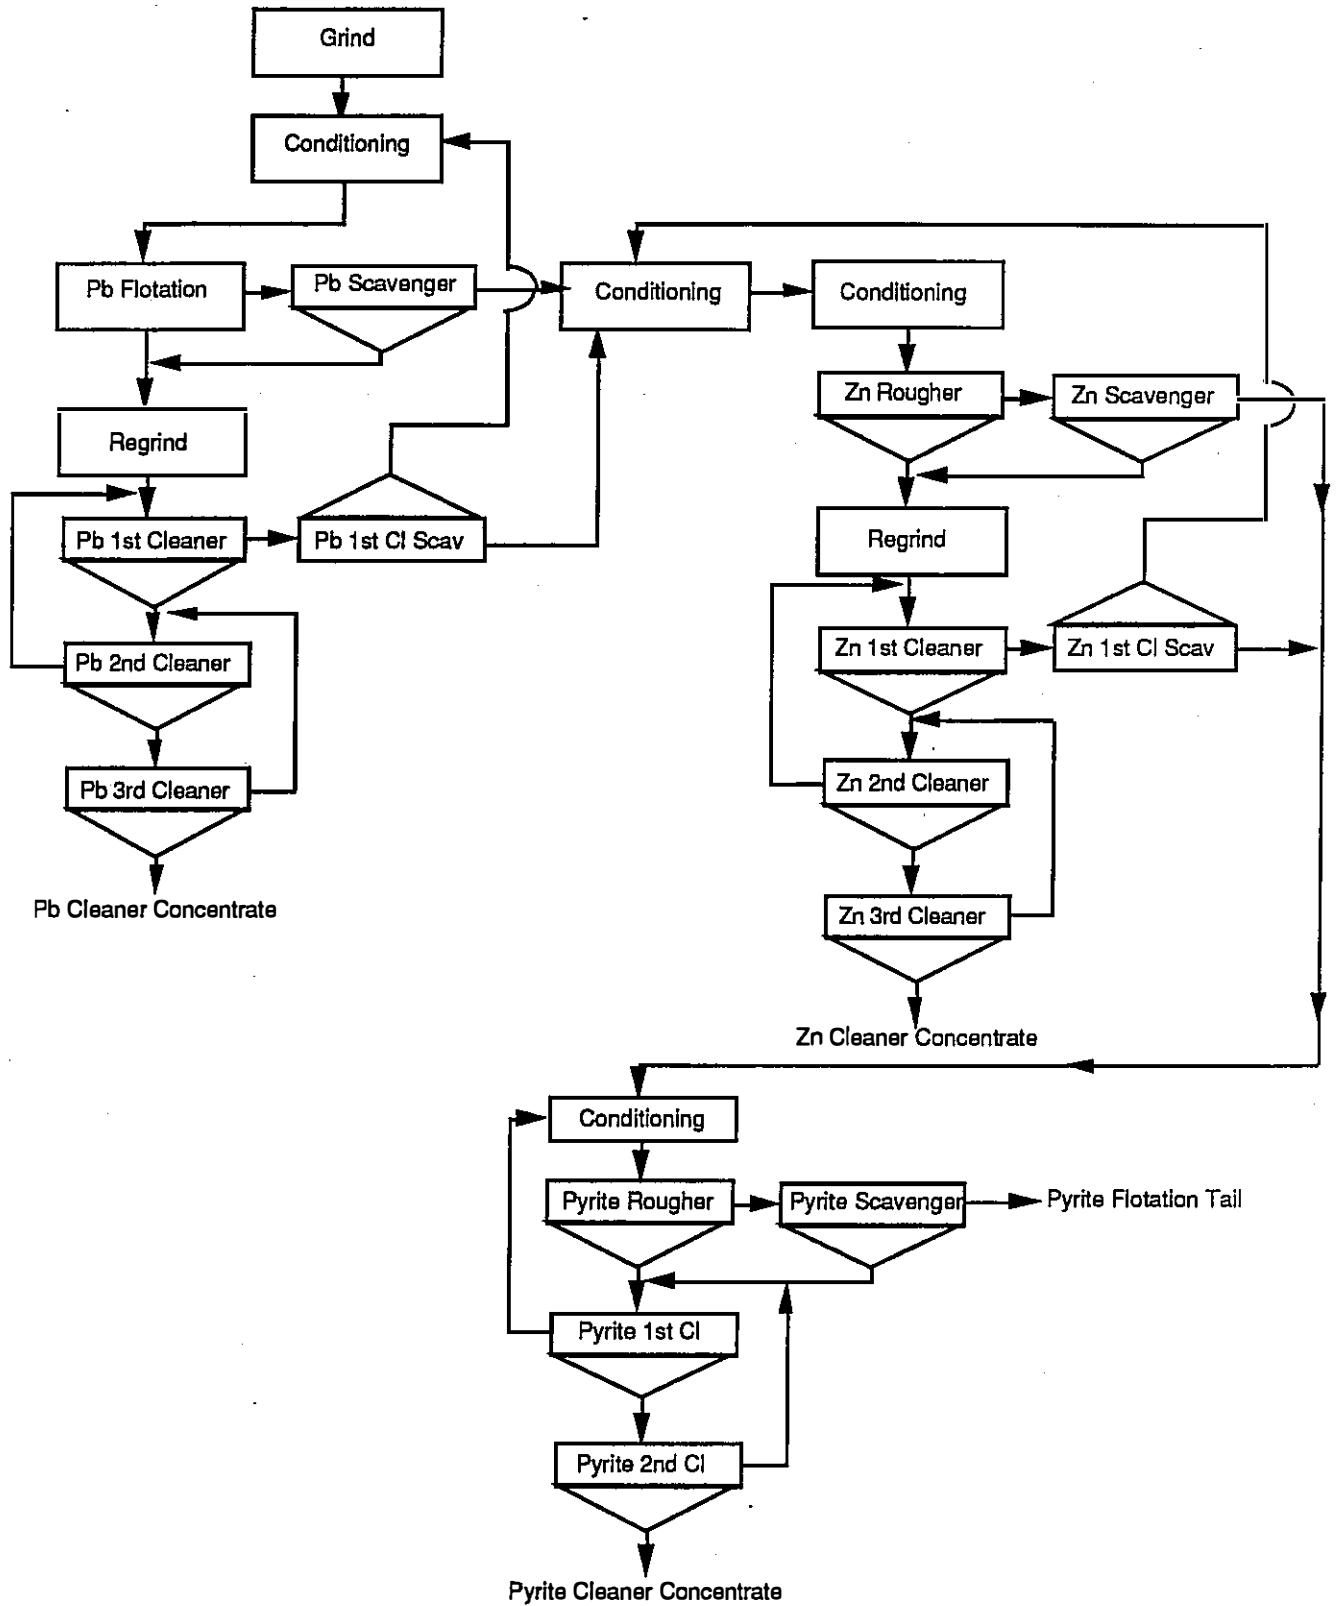 Grind
Conditioning
Pb Flotation
Pb Scavenger
Conditioning
Conditioning
Zn Rougher
Zn Scavenger
Regrind
Pb 1st Cleaner
Pb 1st Cl Scav
Regrind
Pb 2nd Cleaner
Zn 1st Cleaner
Zn 1st Cl Scav
Pb 3rd Cleaner
Zn 2nd Cleaner
Pb Cleaner Concentrate
Zn 3rd Cleaner
Zn Cleaner Concentrate
Conditioning
Pyrite Rougher
Pyrite Scavenger
Pyrite Flotation Tail
Pyrite 1st Cl
Pyrite 2nd Cl
Pyrite Cleaner Concentrate